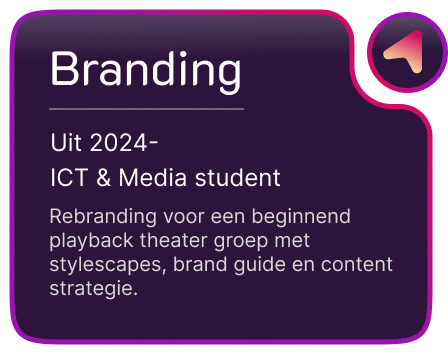 Branding
Uit 2024-
ICT & Media student
Rebranding voor een beginnend
playback theater groep met
stylescapes, brand guide en content
strategie.